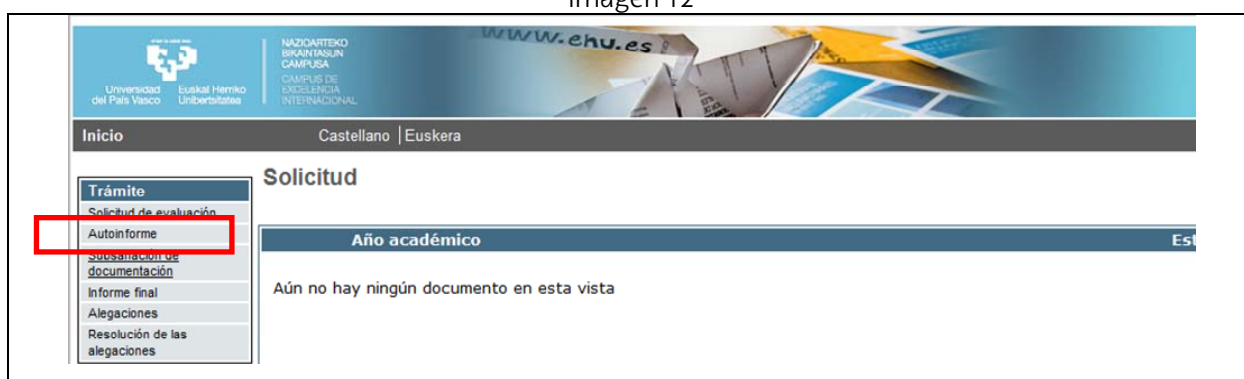 Imagen 12
Universidad del País Vasco
Euskal Herriko Unibertsitatea
NAZIOARTEKO
BIKAINTASUN
CAMPUSA
CAMPUS DE
EXCELENCIA
INTERNACIONAL
www.ehu.es
Inicio
Castellano | Euskera
Trámite
Solicitud de evaluación
Autoinforme
Subsanación de
documentación
Informe final
Alegaciones
Resolución de las
alegaciones
Solicitud
Año académico
Est
Aún no hay ningún documento en esta vista